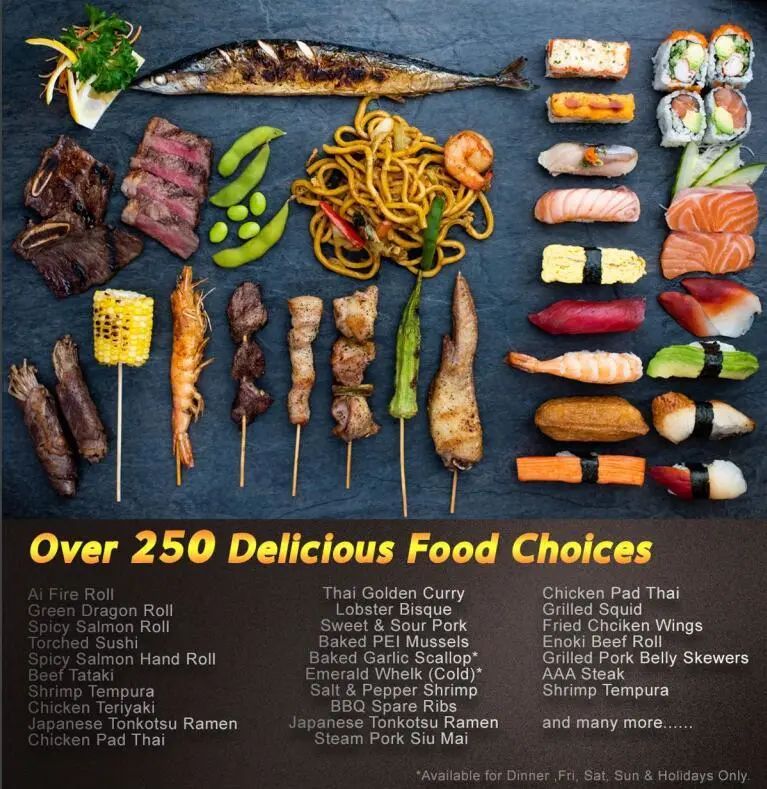 Over 250 Delicious Food Choices
Ai Fire Roll
Green Dragon Roll
Spicy Salmon Roll
Torched Sushi
Spicy Salmon Hand Roll
Beef Tataki
Shrimp Tempura
Chicken Teriyaki
Japanese Tonkotsu Ramen
Chicken Pad Thai
Thai Golden Curry
Lobster Bisque
Sweet & Sour Pork
Baked PEI Mussels
Baked Garlic Scallop*
Emerald Whelk (Cold)*
Salt & Pepper Shrimp
BBQ Spare Ribs
Japanese Tonkotsu Ramen
Steam Pork Siu Mai
Chicken Pad Thai
Grilled Squid
Fried Chciken Wings
Enoki Beef Roll
Grilled Pork Belly Skewers
AAA Steak
Shrimp Tempura
and many more......
*Available for Dinner ,Fri, Sat, Sun & Holidays Only.